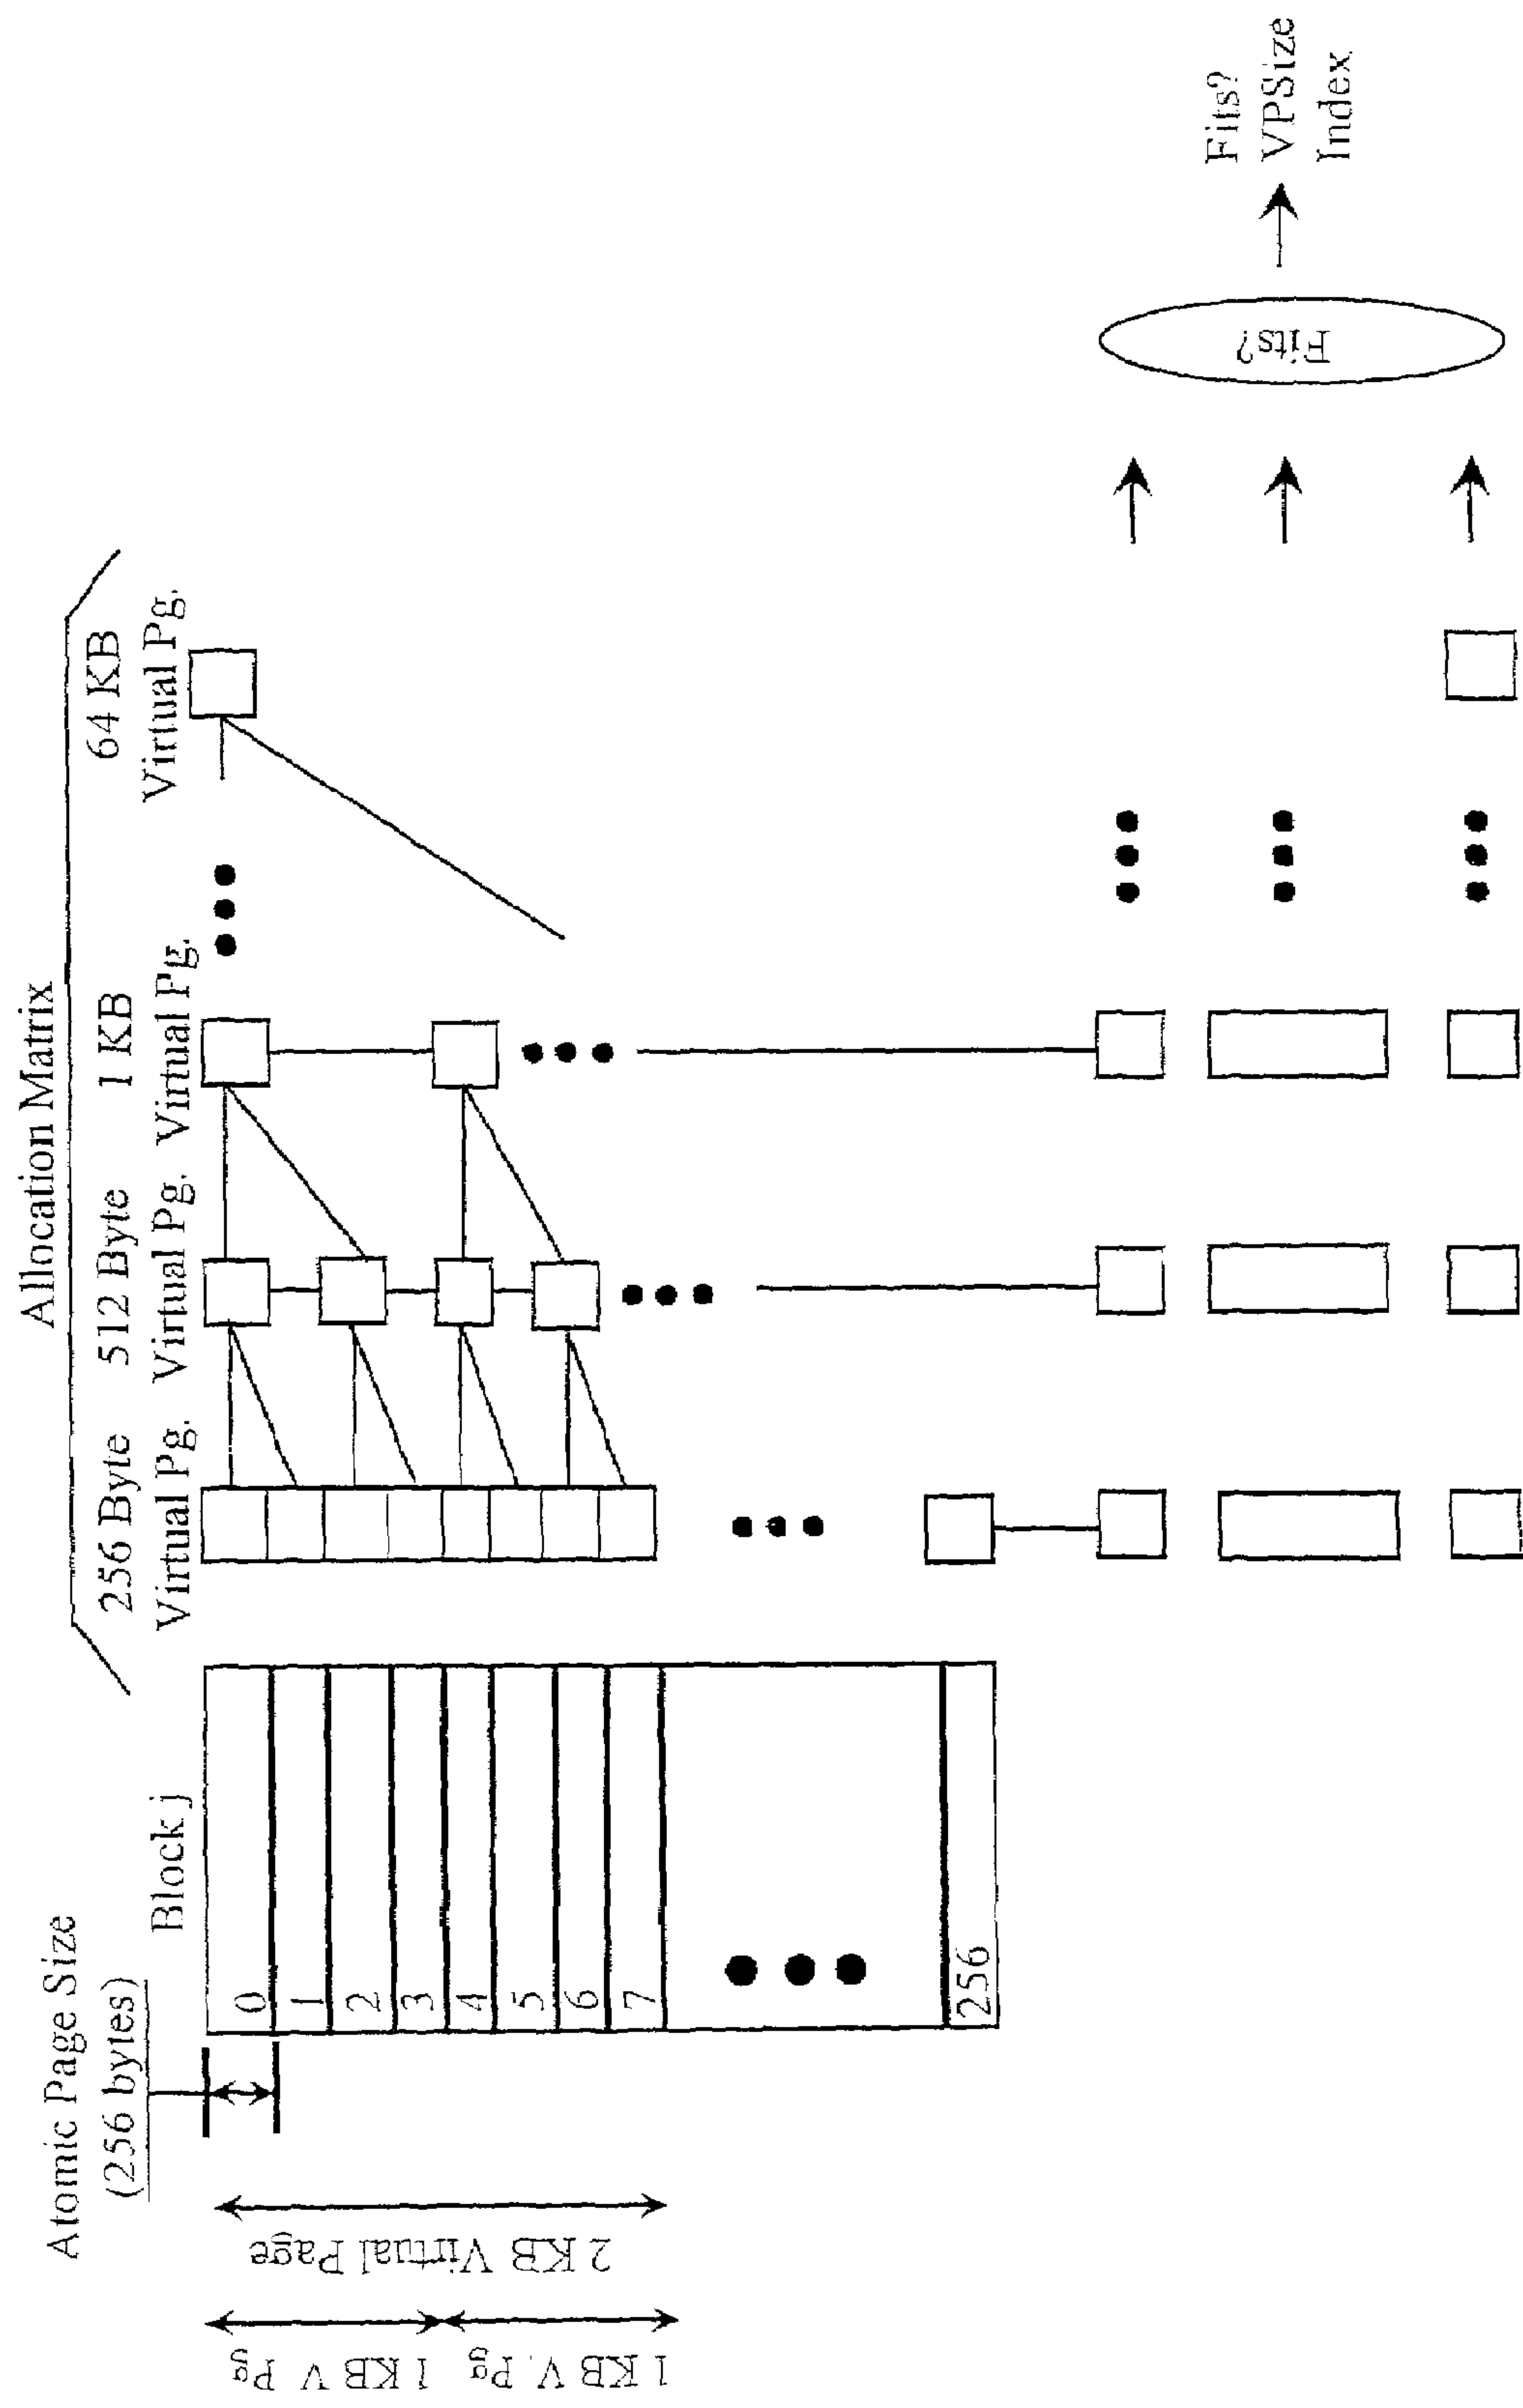 Allocation Matrix
Atomic Page Size
(256 bytes)
Block j
256 Byte
Virtual Pg.
512 Byte
Virtual Pg.
1 KB
Virtual Pg.
64 KB
Virtual Pg.
0
1
2
3
4
5
6
7
256
2 KB Virtual Page
1 KB V Pg
1 KB V. Pg
Fits?
Fits?
VPSize
Index